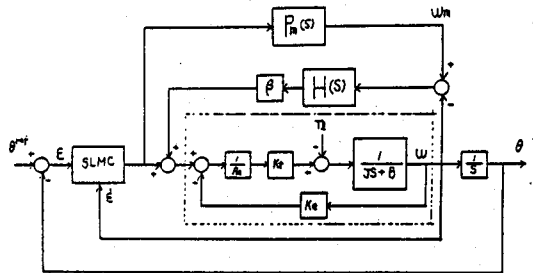 Pm(S)
ωm
+
β
H(S)
-
θref
+
-
ε
SLMC
ε̇
+
+
+
-
1/Ra
Kt
Tl
-
+
1/JS+B
ω
1/S
θ
Ke